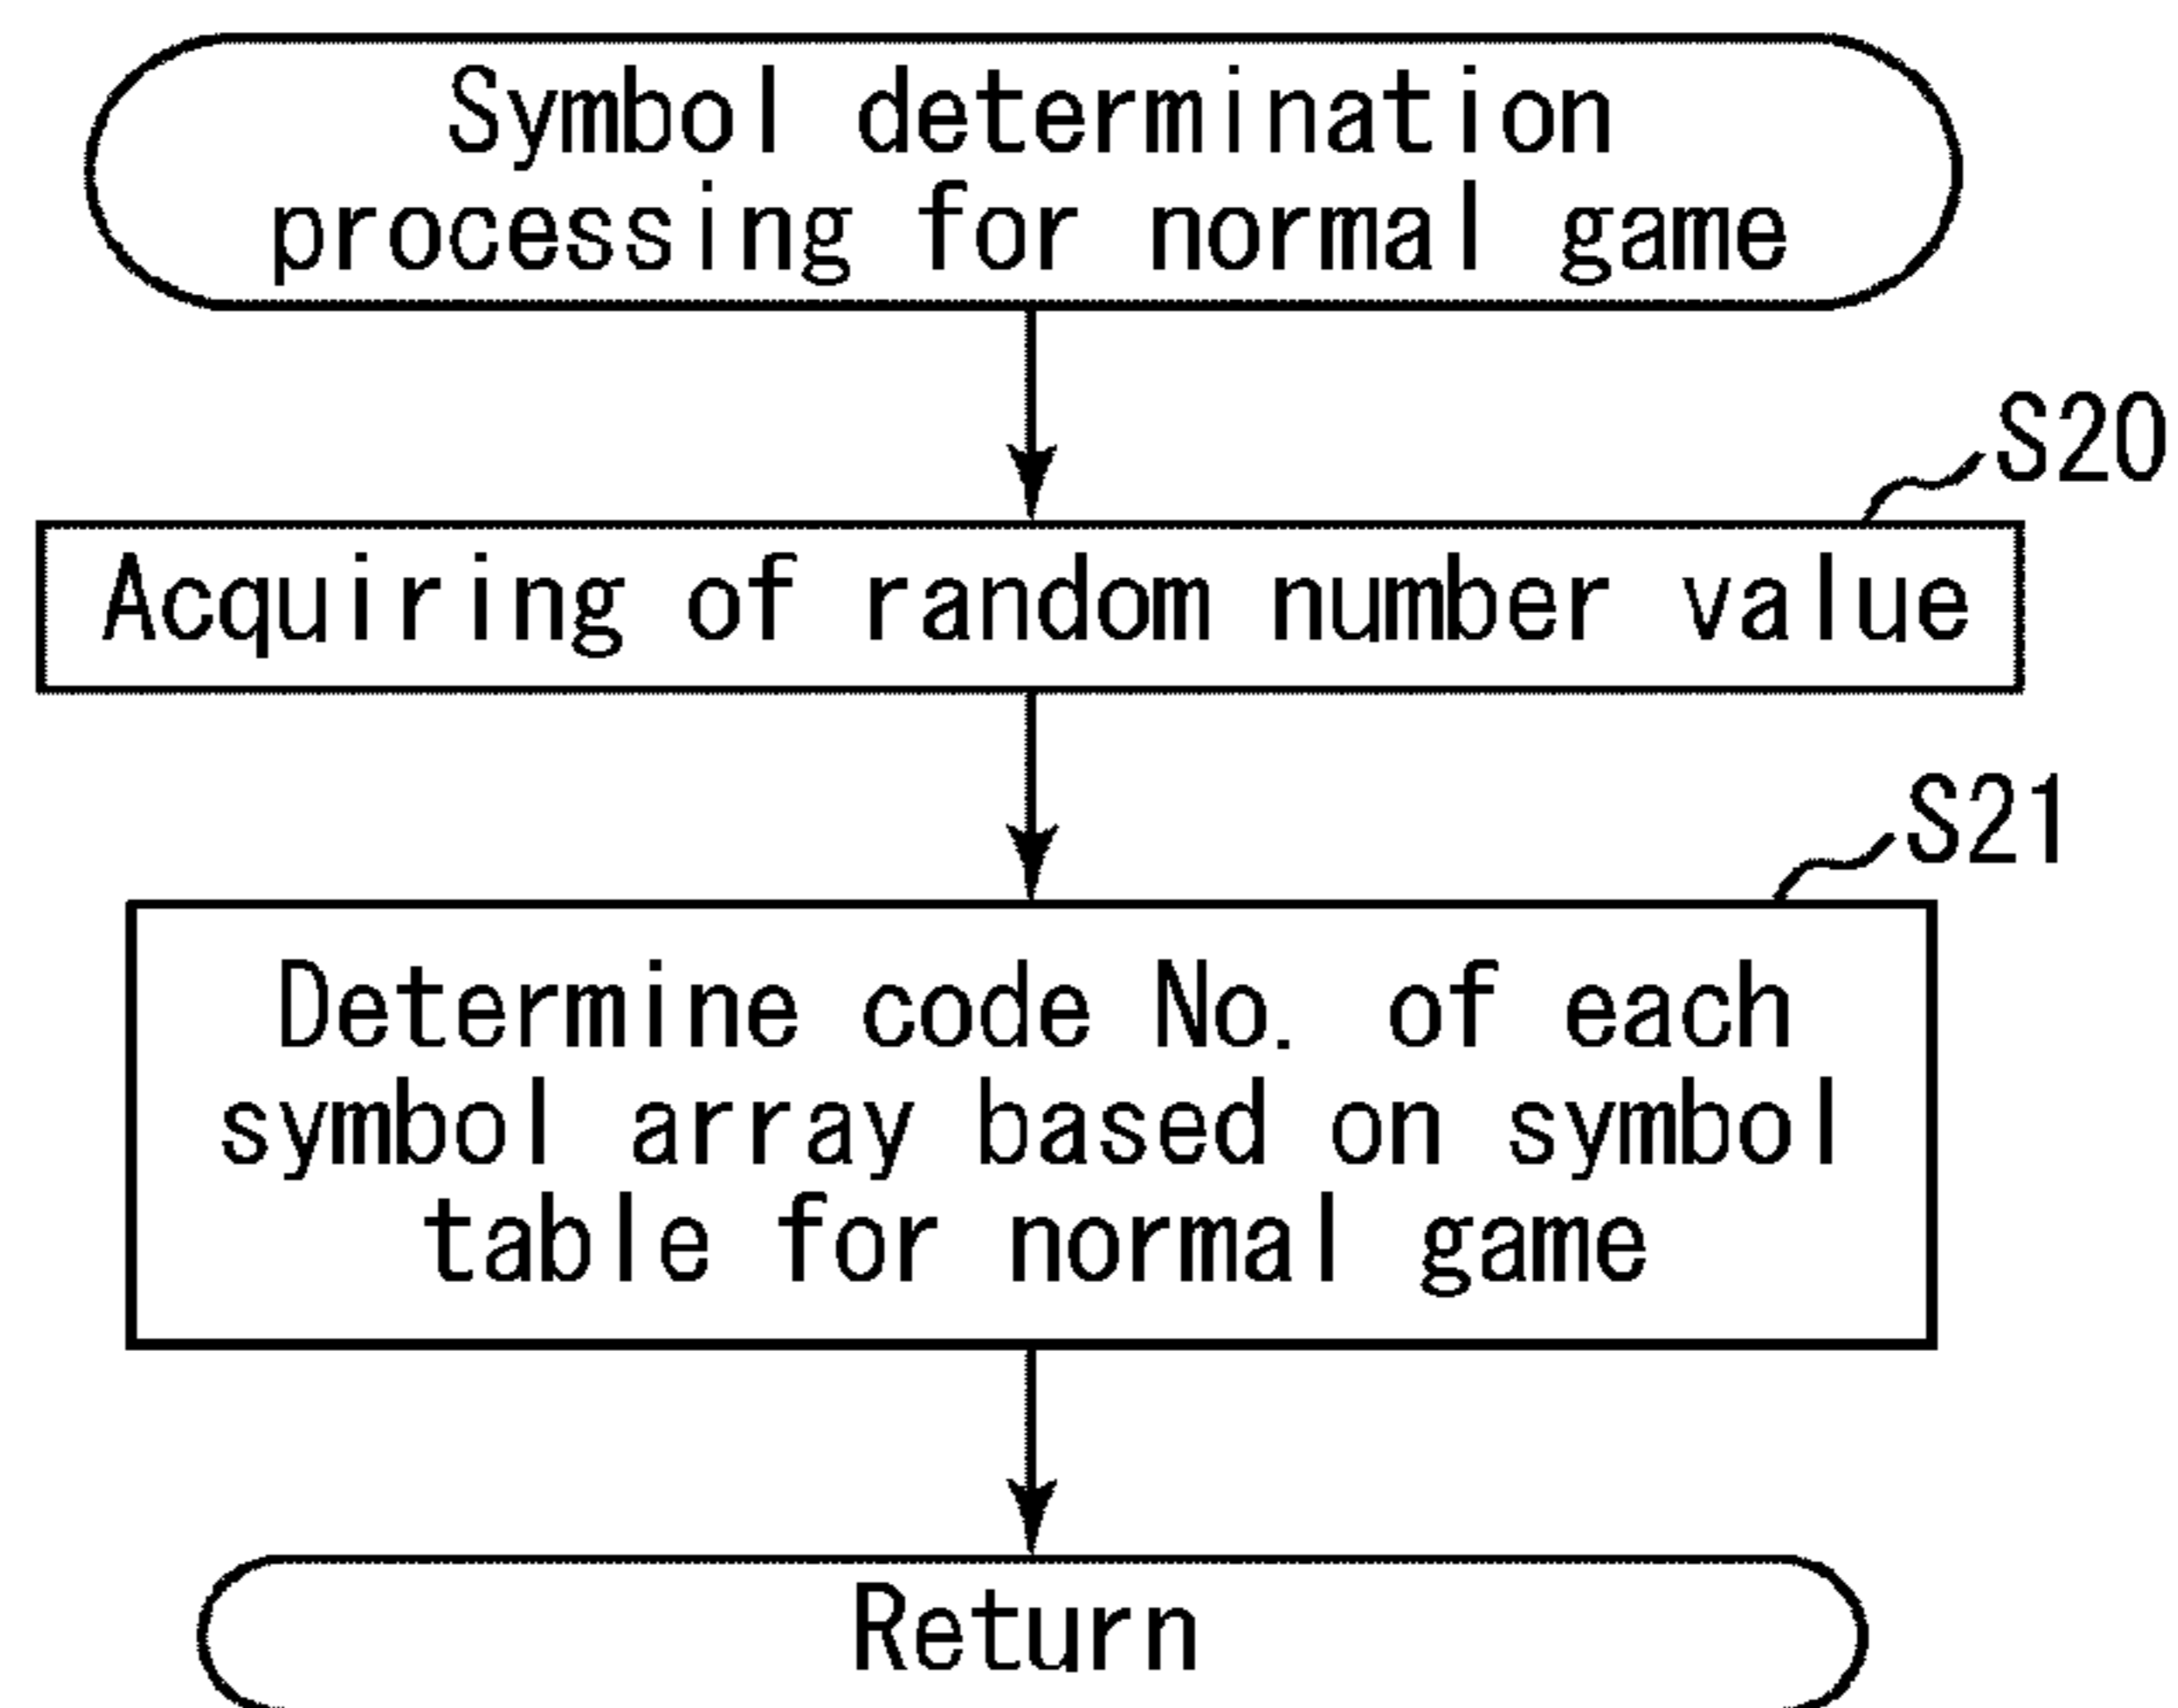 Symbol determination
processing for normal game
S20
Acquiring of random number value
S21
Determine code No. of each
symbol array based on symbol
table for normal game
Return